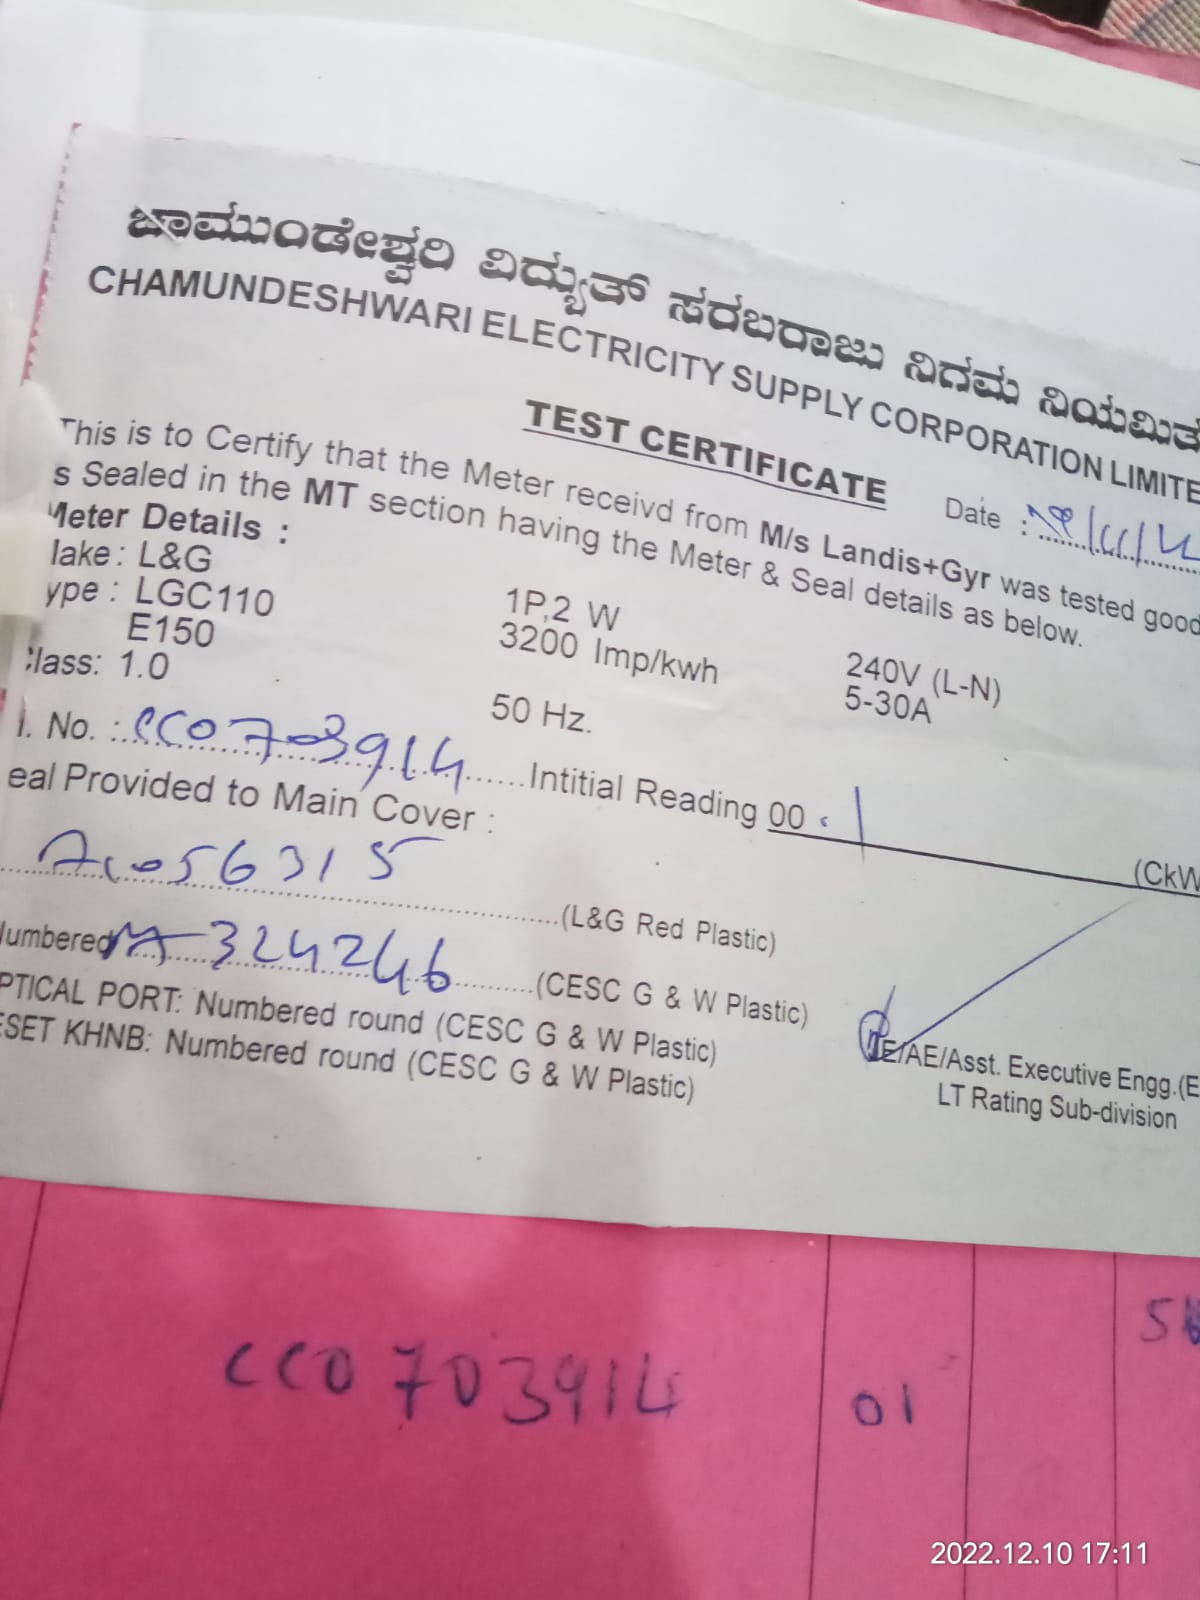 ಚಾಮುಂಡೇಶ್ವರಿ ವಿದ್ಯುತ್ ಸರಬರಾಜು ನಿಗಮ ನಿಯಮಿತ
CHAMUNDESHWARI ELECTRICITY SUPPLY CORPORATION LIMITE
TEST CERTIFICATE
Date :
This is to Certify that the Meter receivd from M/s Landis+Gyr was tested good
s Sealed in the MT section having the Meter & Seal details as below.
Meter Details :
Make : L&G 1P,2 W 240V (L-N)
ype : LGC110 3200 Imp/kwh 5-30A
E150
Class: 1.0 50 Hz.
l. No. : CC0703914 Intitial Reading 00 . 1 (CkW
eal Provided to Main Cover :
(L&G Red Plastic)
Numbered 324246 (CESC G & W Plastic)
PTICAL PORT: Numbered round (CESC G & W Plastic)
ESET KHNB: Numbered round (CESC G & W Plastic)
E/AE/Asst. Executive Engg.(E
LT Rating Sub-division
CC0703914 01
2022.12.10 17:11